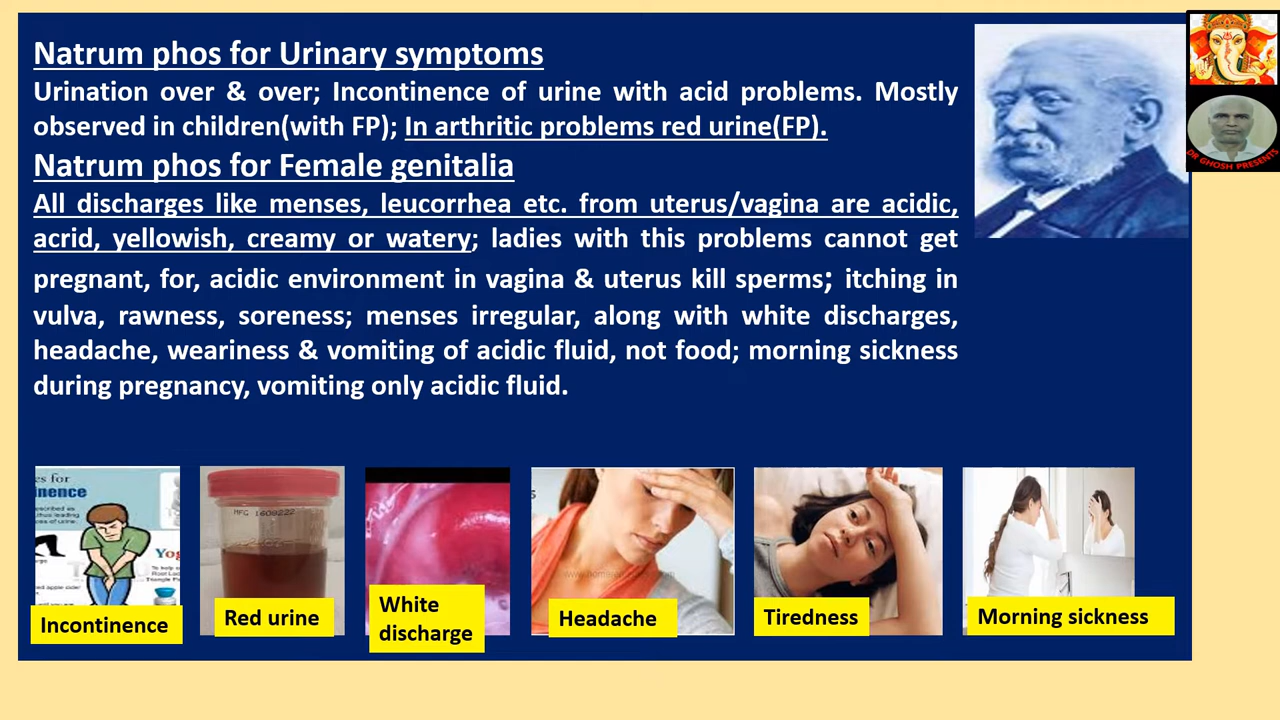 Natrum phos for Urinary symptoms
Urination over & over; Incontinence of urine with acid problems. Mostly
observed in children(with FP); In arthritic problems red urine(FP).
Natrum phos for Female genitalia
All discharges like menses, leucorrhea etc. from uterus/vagina are acidic,
acrid, yellowish, creamy or watery; ladies with this problems cannot get
pregnant, for, acidic environment in vagina & uterus kill sperms; itching in
vulva, rawness, soreness; menses irregular, along with white discharges,
headache, weariness & vomiting of acidic fluid, not food; morning sickness
during pregnancy, vomiting only acidic fluid.
DR GHOSH PRESENTS
es for
inence
Yog
Incontinence
Red urine
White
discharge
Headache
Tiredness
Morning sickness